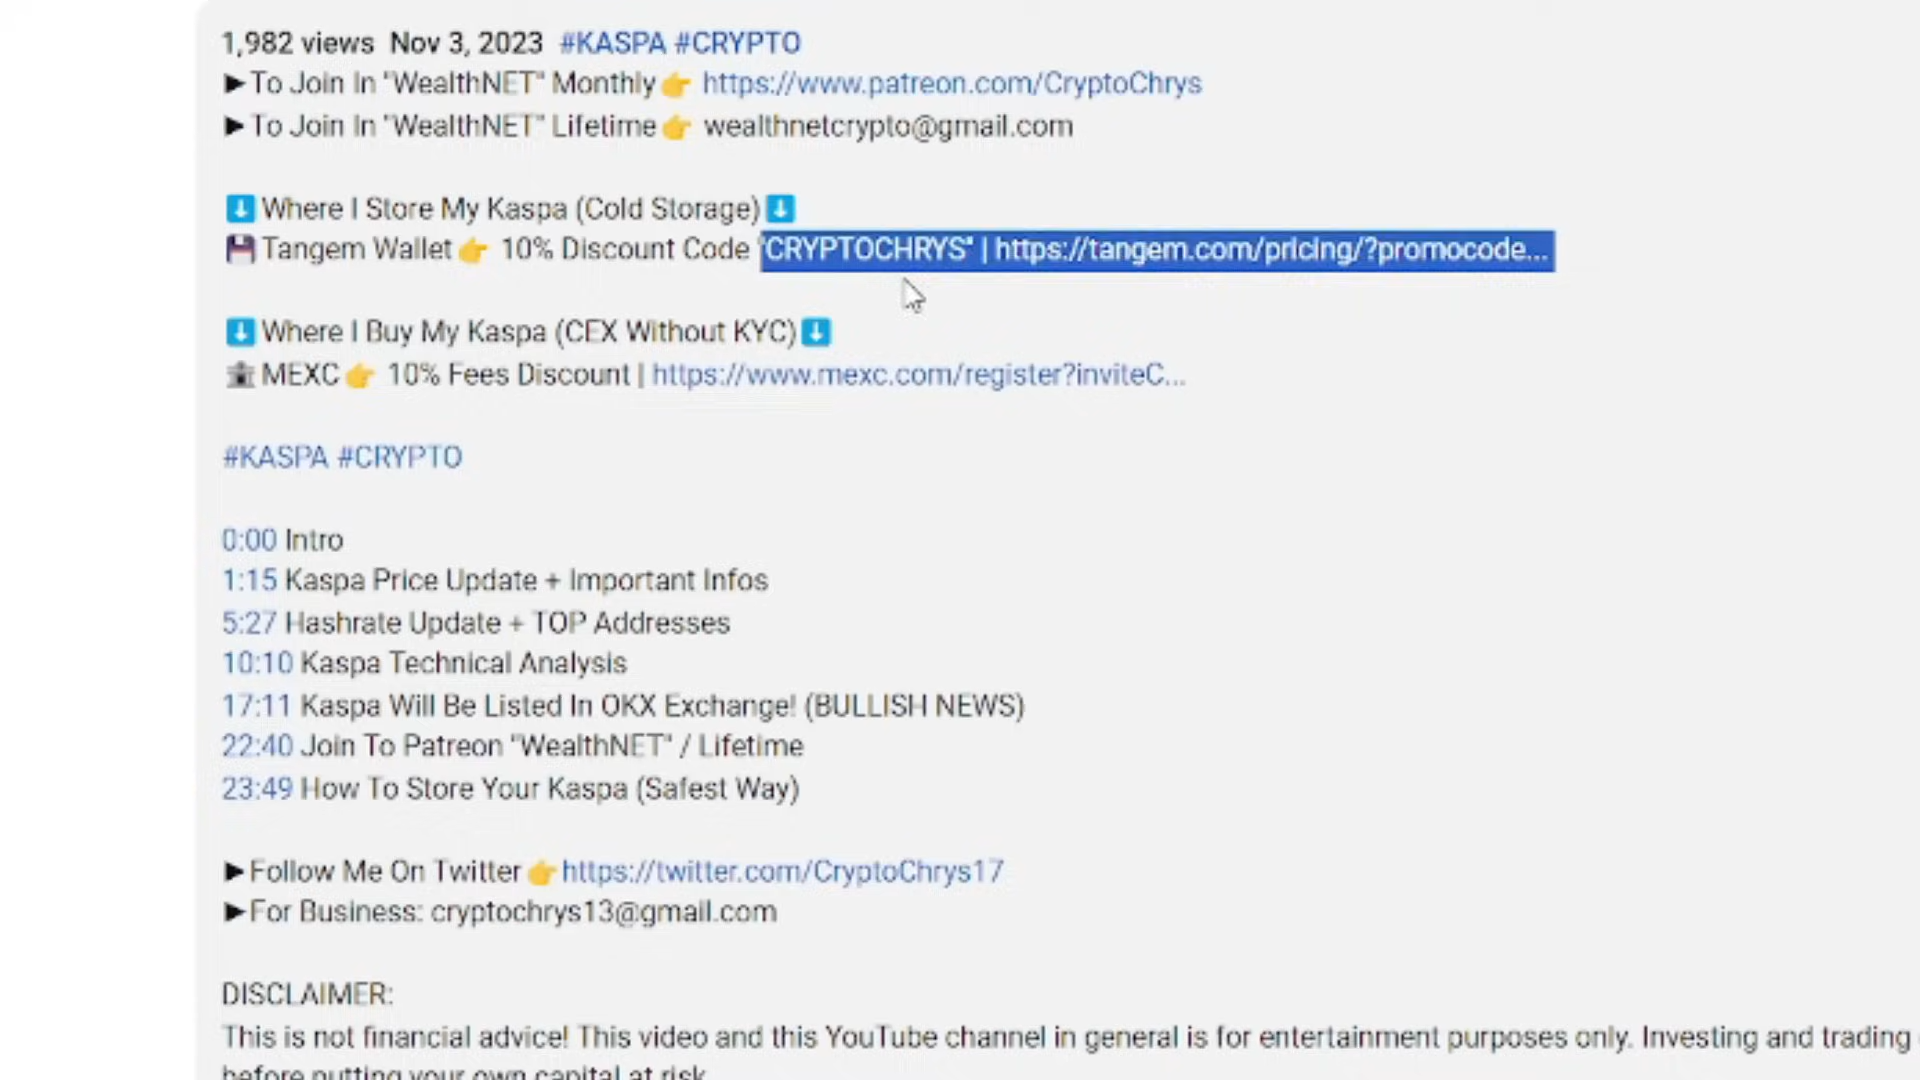 1,982 views Nov 3, 2023 #KASPA #CRYPTO
►To Join In "WealthNET" Monthly👉 https://www.patreon.com/CryptoChrys
►To Join In "WealthNET" Lifetime👉 wealthnetcrypto@gmail.com
⬇️Where I Store My Kaspa (Cold Storage)⬇️
💾Tangem Wallet👉 10% Discount Code "CRYPTOCHRYS" | https://tangem.com/pricing/?promocode...
⬇️Where I Buy My Kaspa (CEX Without KYC)⬇️
🏦MEXC👉 10% Fees Discount | https://www.mexc.com/register?inviteC...
#KASPA #CRYPTO
0:00 Intro
1:15 Kaspa Price Update + Important Infos
5:27 Hashrate Update + TOP Addresses
10:10 Kaspa Technical Analysis
17:11 Kaspa Will Be Listed In OKX Exchange! (BULLISH NEWS)
22:40 Join To Patreon "WealthNET" / Lifetime
23:49 How To Store Your Kaspa (Safest Way)
►Follow Me On Twitter👉https://twitter.com/CryptoChrys17
►For Business: cryptochrys13@gmail.com
DISCLAIMER:
This is not financial advice! This video and this YouTube channel in general is for entertainment purposes only. Investing and trading
before putting your own capital at risk.